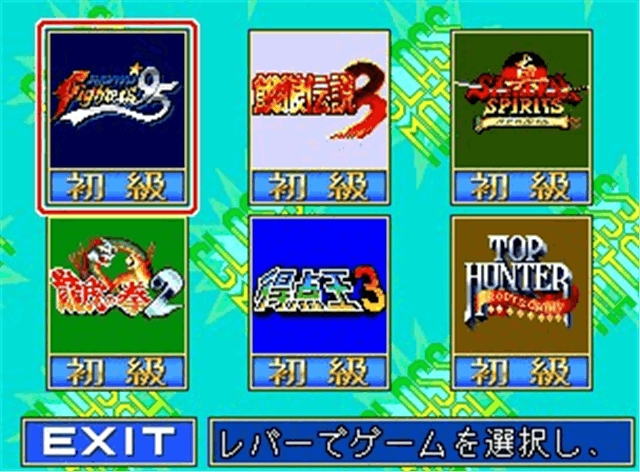 Fighters '95
餓狼伝説3
SPIRITS
初級
初級
初級
龍虎の拳2
得点王3
TOP
HUNTER
RODDY & CATHY
初級
初級
初級
EXIT
レバーでゲームを選択し、